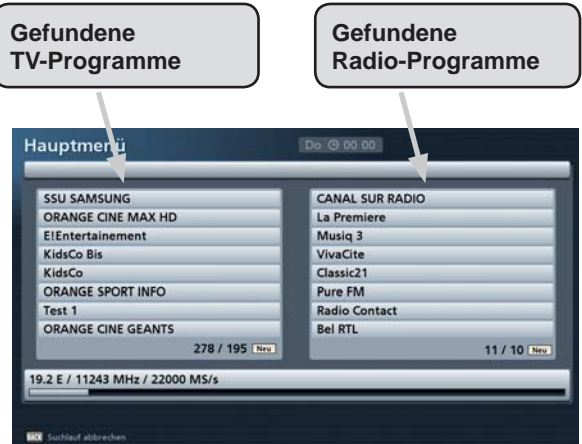 Gefundene
TV-Programme
Gefundene
Radio-Programme
Hauptmenü
Do 00 00
SSU SAMSUNG
ORANGE CINE MAX HD
E!Entertainement
KidsCo Bis
KidsCo
ORANGE SPORT INFO
Test 1
ORANGE CINE GEANTS
278 / 195 Neu
CANAL SUR RADIO
La Premiere
Musiq 3
VivaCite
Classic21
Pure FM
Radio Contact
Bel RTL
11 / 10 Neu
19.2 E / 11243 MHz / 22000 MS/s
BACK Suchlauf abbrechen